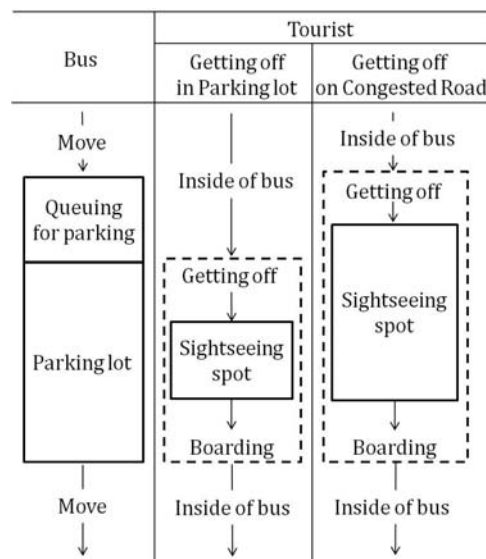 Bus
Tourist
Getting off
in Parking lot
Getting off
on Congested Road
Move
Queuing
for parking
Parking lot
Move
Inside of bus
Getting off
Sightseeing
spot
Boarding
Inside of bus
Inside of bus
Getting off
Sightseeing
spot
Boarding
Inside of bus